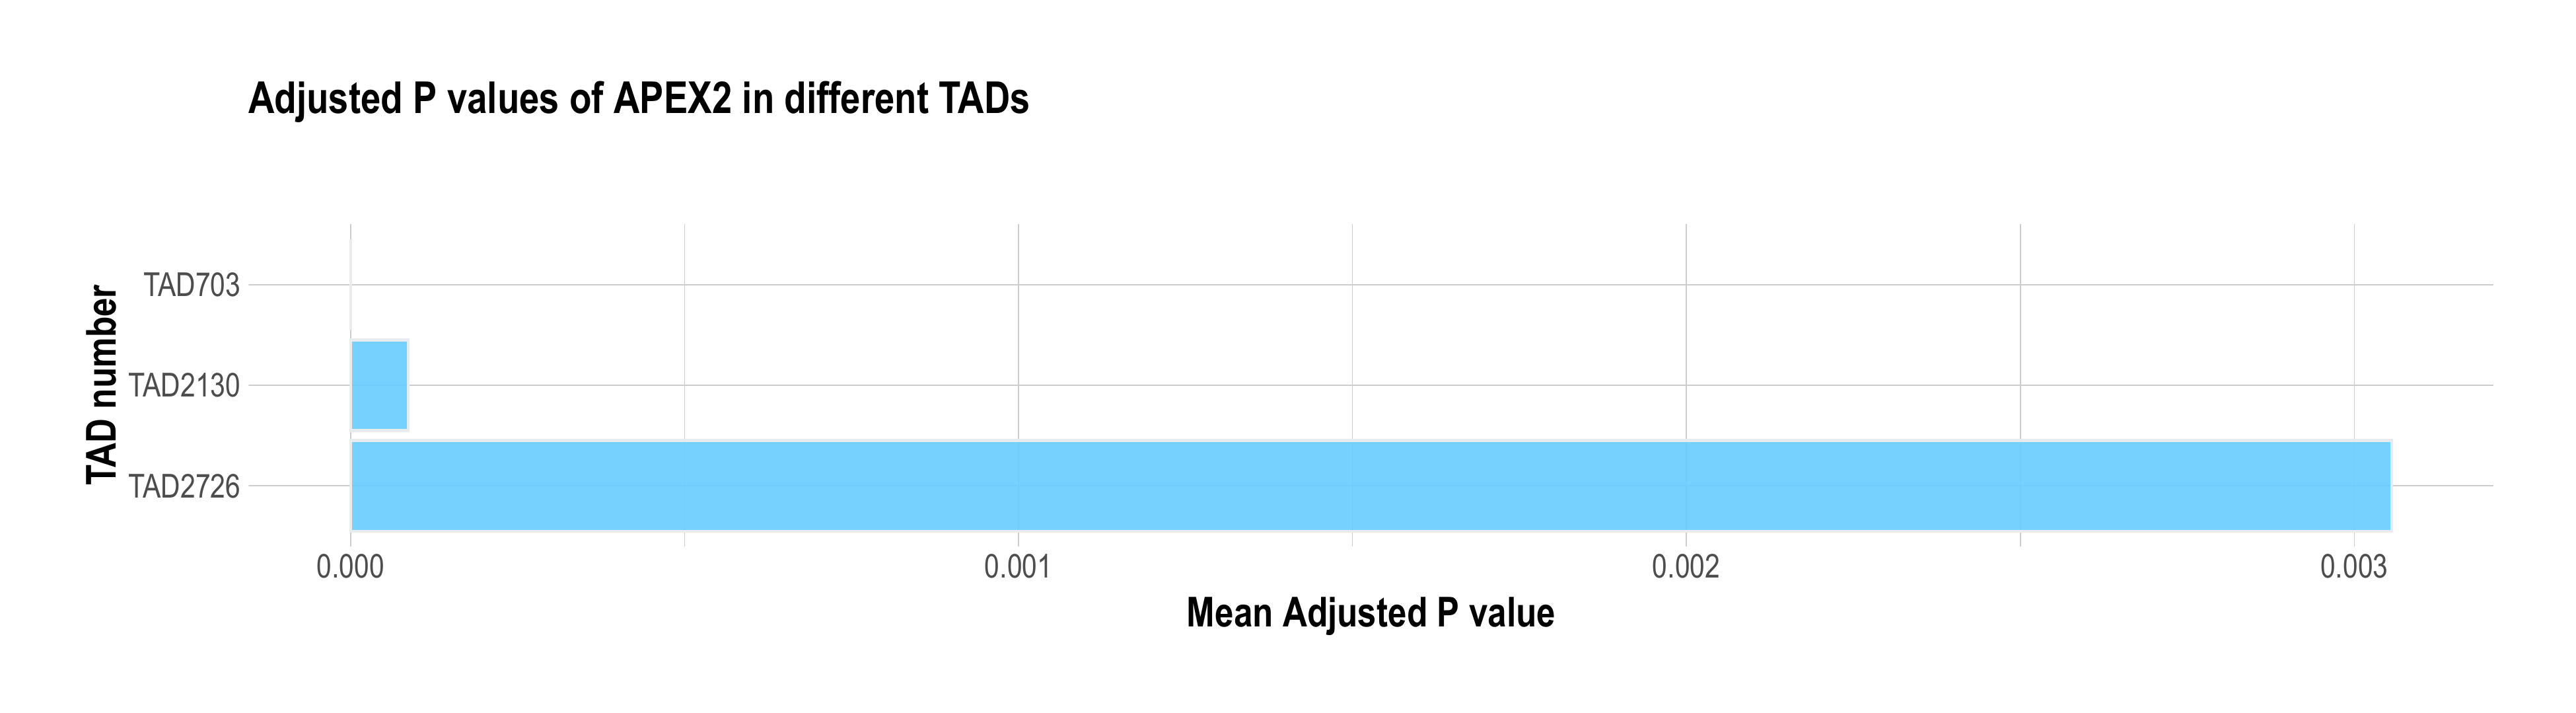 Adjusted P values of APEX2 in different TADs
TAD number
TAD703
TAD2130
TAD2726
0.000 0.001 0.002 0.003
Mean Adjusted P value